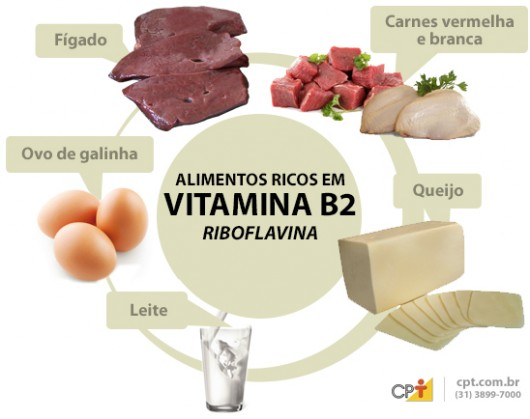 Fígado
Carnes vermelha
e branca
Ovo de galinha
ALIMENTOS RICOS EM
VITAMINA B2
RIBOFLAVINA
Queijo
Leite
CPT
cpt.com.br
(31) 3899-7000